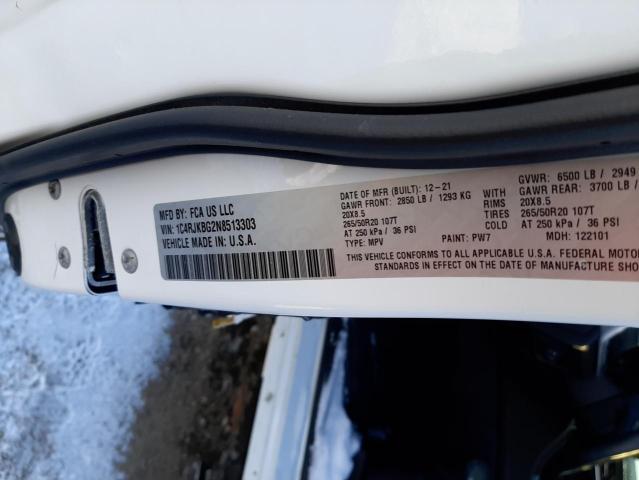 MFD BY: FCA US LLC
VIN: 1C4RJKBG2N8513303
VEHICLE MADE IN: U.S.A.
DATE OF MFR (BUILT): 12-21 GVWR: 6500 LB / 2949
GAWR FRONT: 2850 LB / 1293 KG WITH GAWR REAR: 3700 LB /
20X8.5 RIMS 20X8.5
265/50R20 107T TIRES 265/50R20 107T
AT 250 kPa / 36 PSI COLD AT 250 kPa / 36 PSI
TYPE: MPV PAINT: PW7 MDH: 122101
THIS VEHICLE CONFORMS TO ALL APPLICABLE U.S.A. FEDERAL MOTOR
STANDARDS IN EFFECT ON THE DATE OF MANUFACTURE SHO